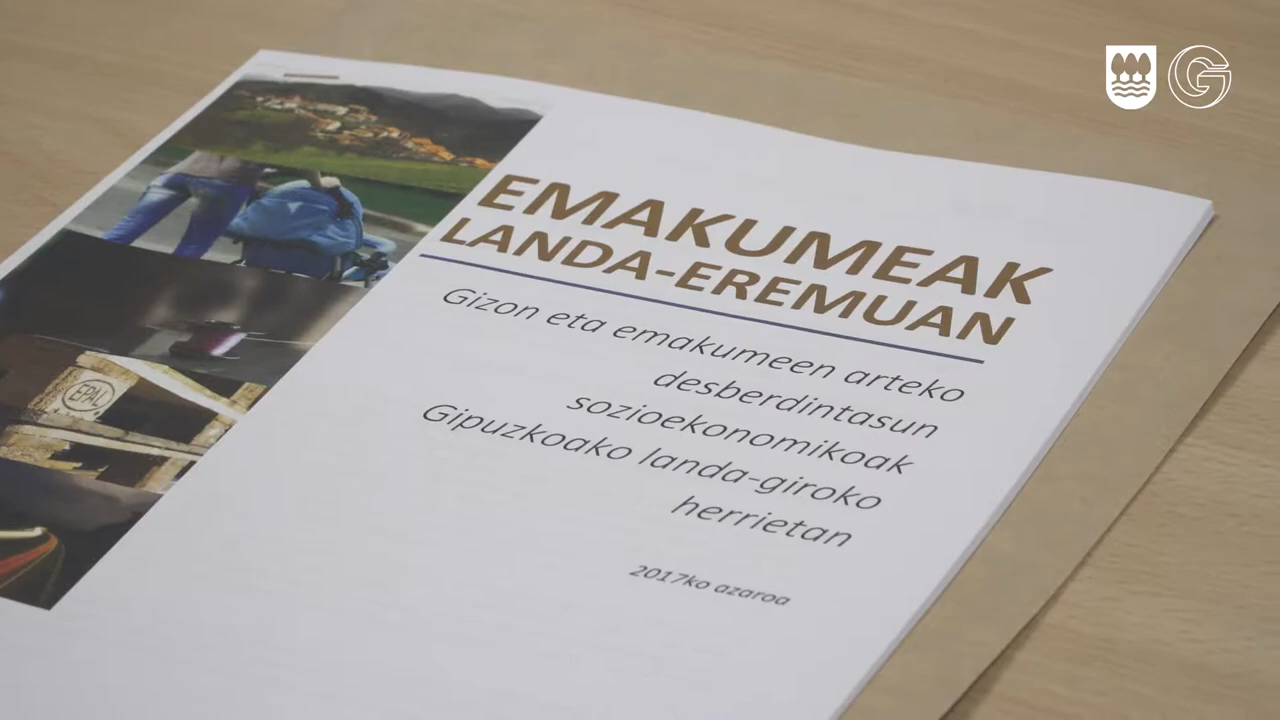 EMAKUMEAK
LANDA-EREMUAN
Gizon eta emakumeen arteko
desberdintasun
sozioekonomikoak
Gipuzkoako landa-giroko
herrietan
2017ko azaroa
EPAL
G